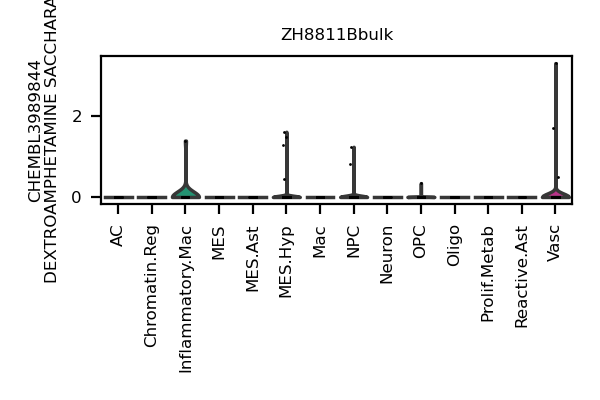 ZH8811Bbulk
CHEMBL3989844
DEXTROAMPHETAMINE SACCHARA
2
0
AC
Chromatin.Reg
Inflammatory.Mac
MES
MES.Ast
MES.Hyp
Mac
NPC
Neuron
OPC
Oligo
Prolif.Metab
Reactive.Ast
Vasc